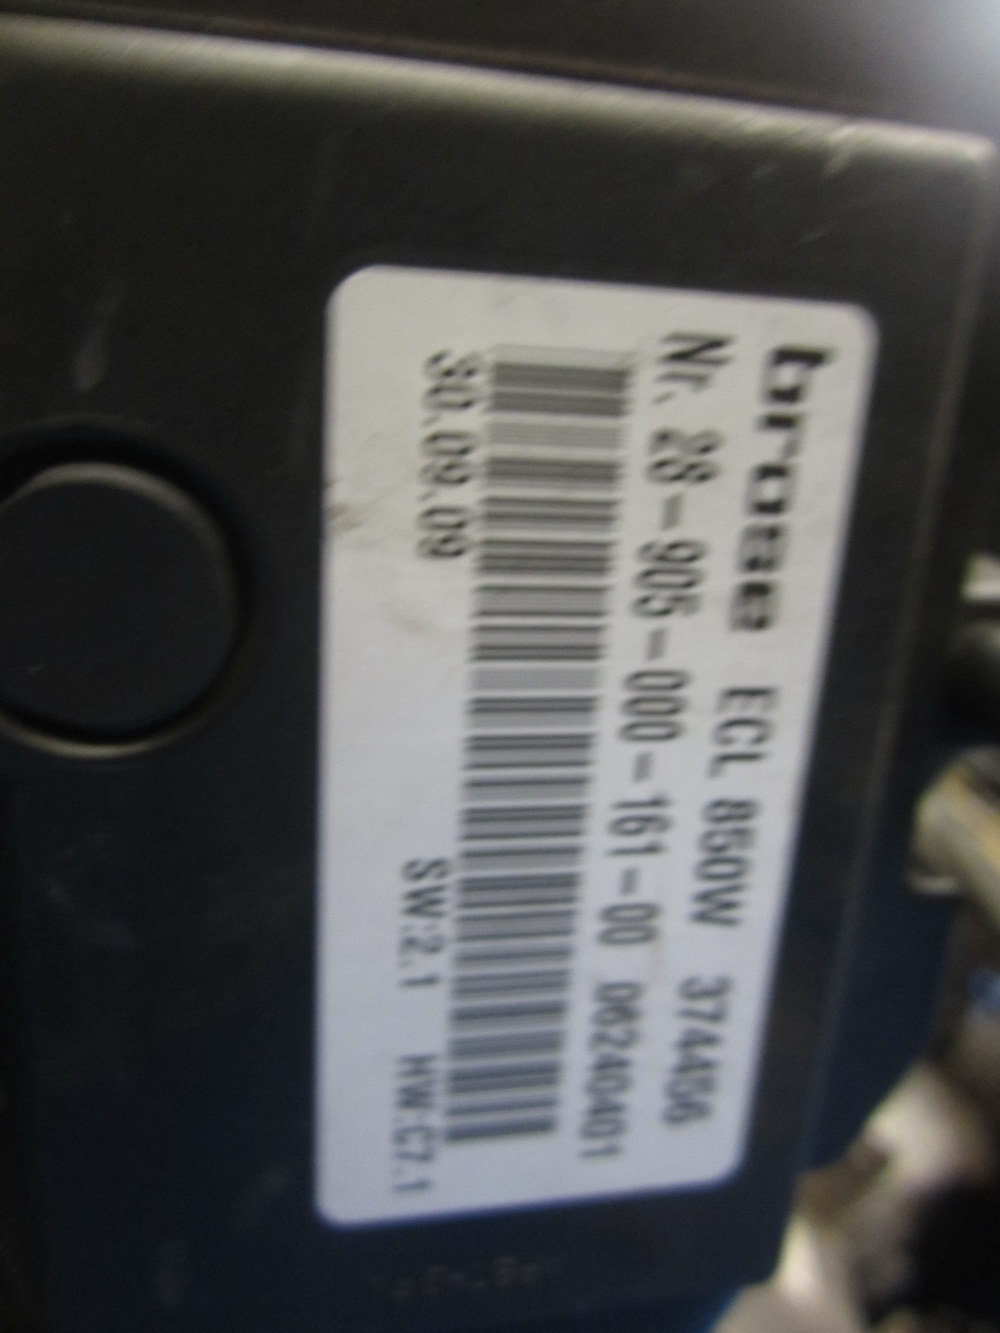 brose ECL 850W 3744456
Nr. 28-905-000-161-00 06240401
30.09.09 SW:2.1 HW:C7.1